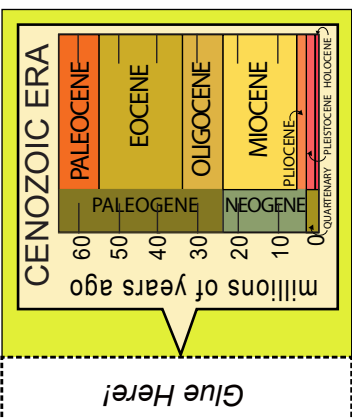 CENOZOIC ERA
PALEOCENE
EOCENE
OLIGOCENE
MIOCENE
PLIOCENE
PLEISTOCENE
HOLOCENE
PALEOGENE
NEOGENE
QUARTENARY
60
50
40
30
20
10
0
millions of years ago
Glue Here!